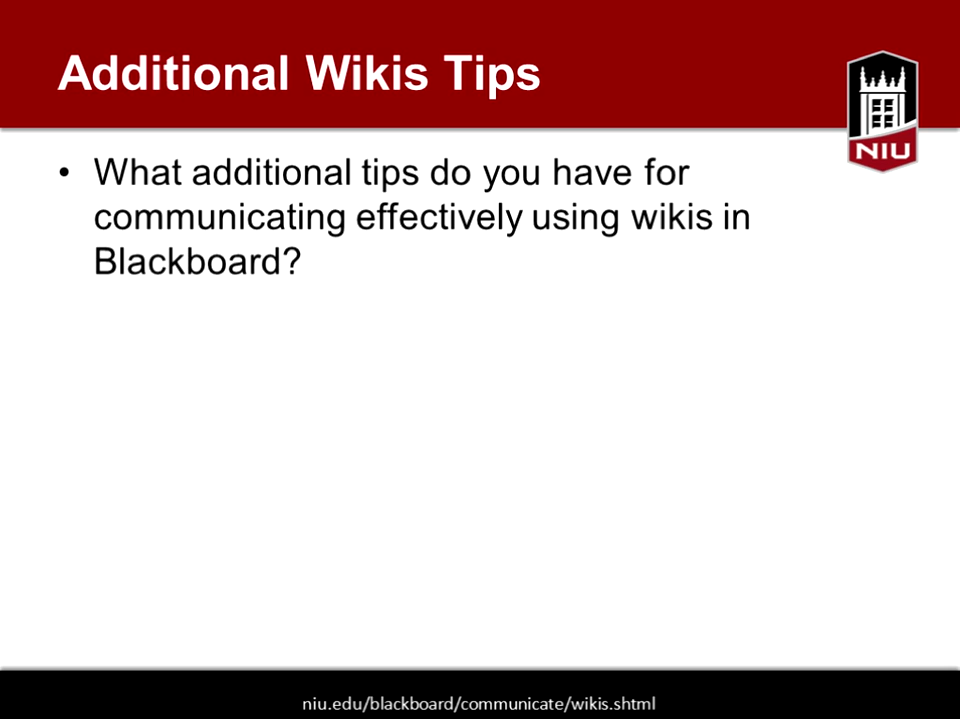 Additional Wikis Tips
NIU
• What additional tips do you have for
communicating effectively using wikis in
Blackboard?
niu.edu/blackboard/communicate/wikis.shtml